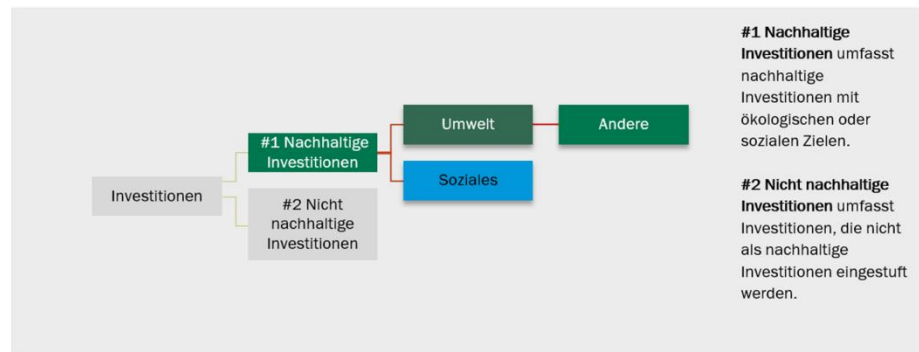 Investitionen
#1 Nachhaltige
Investitionen
#2 Nicht
nachhaltige
Investitionen
Umwelt
Soziales
Andere
#1 Nachhaltige
Investitionen umfasst
nachhaltige
Investitionen mit
ökologischen oder
sozialen Zielen.
#2 Nicht nachhaltige
Investitionen umfasst
Investitionen, die nicht
als nachhaltige
Investitionen eingestuft
werden.